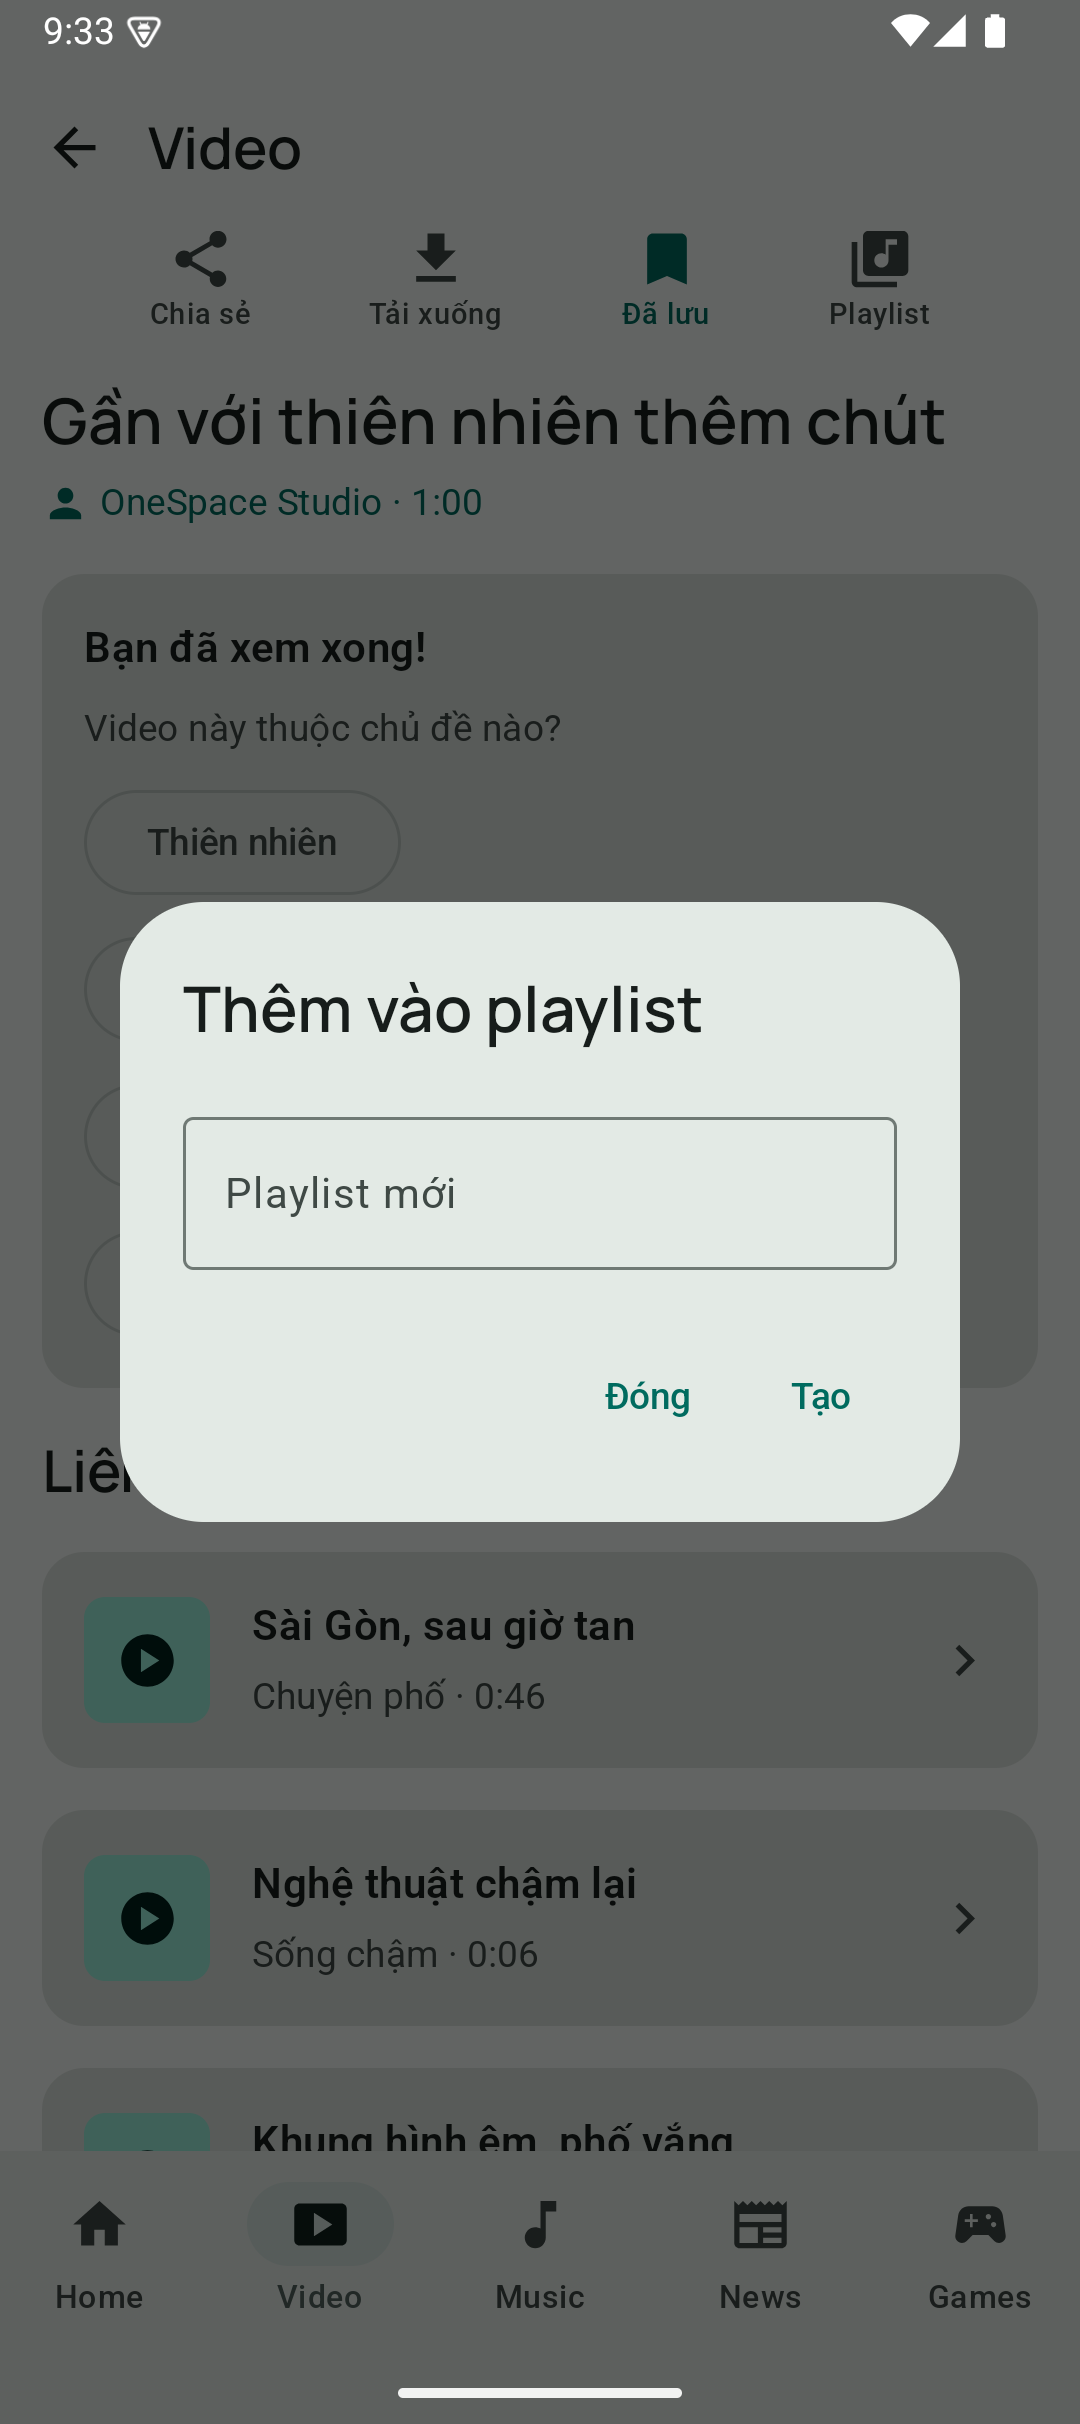 9:33
Video
Chia sẻ
Tải xuống
Đã lưu
Playlist
Gần với thiên nhiên thêm chút
OneSpace Studio · 1:00
Bạn đã xem xong!
Video này thuộc chủ đề nào?
Thiên nhiên
Thêm vào playlist
Playlist mới
Đóng
Tạo
Sài Gòn, sau giờ tan
Chuyện phố · 0:46
Nghệ thuật chậm lại
Sống chậm · 0:06
Khung hình êm, phố vắng
Home
Video
Music
News
Games